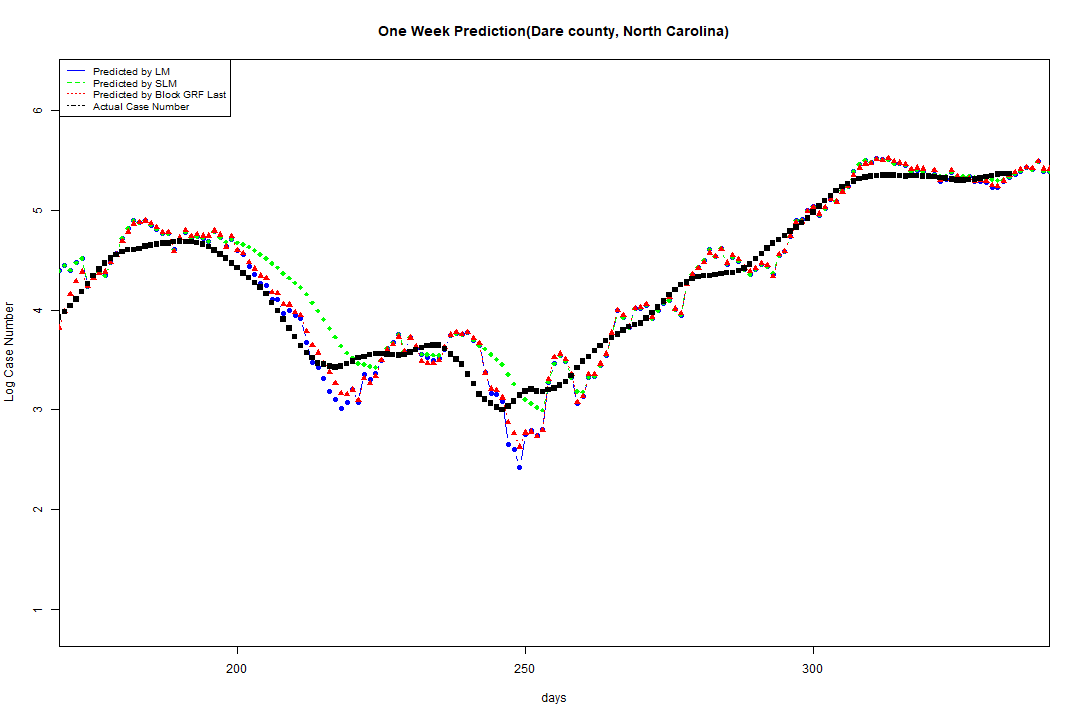 One Week Prediction(Dare county, North Carolina)
Predicted by LM
Predicted by SLM
Predicted by Block GRF Last
Actual Case Number
6
5
4
3
2
1
Log Case Number
200
250
300
days